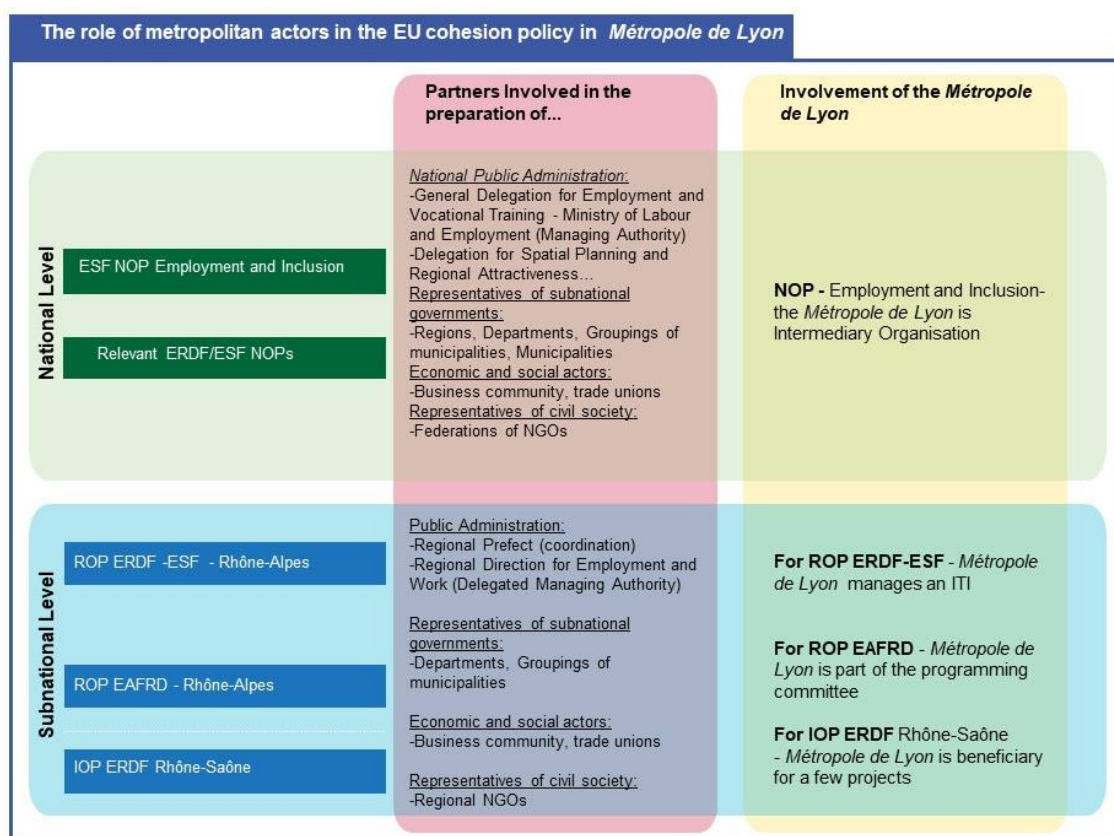 The role of metropolitan actors in the EU cohesion policy in Métropole de Lyon
Partners Involved in the
preparation of...
Involvement of the Métropole
de Lyon
National Level
ESF NOP Employment and Inclusion
Relevant ERDF/ESF NOPs
National Public Administration:
-General Delegation for Employment and
Vocational Training - Ministry of Labour
and Employment (Managing Authority)
-Delegation for Spatial Planning and
Regional Attractiveness...
Representatives of subnational
governments:
-Regions, Departments, Groupings of
municipalities, Municipalities
Economic and social actors:
-Business community, trade unions
Representatives of civil society:
-Federations of NGOs
NOP - Employment and Inclusion-
the Métropole de Lyon is
Intermediary Organisation
Subnational Level
ROP ERDF -ESF - Rhône-Alpes
ROP EAFRD - Rhône-Alpes
IOP ERDF Rhône-Saône
Public Administration:
-Regional Prefect (coordination)
-Regional Direction for Employment and
Work (Delegated Managing Authority)
Representatives of subnational
governments:
-Departments, Groupings of
municipalities
Economic and social actors:
-Business community, trade unions
Representatives of civil society:
-Regional NGOs
For ROP ERDF-ESF - Métropole
de Lyon manages an ITI
For ROP EAFRD - Métropole de
Lyon is part of the programming
committee
For IOP ERDF Rhône-Saône
- Métropole de Lyon is beneficiary
for a few projects